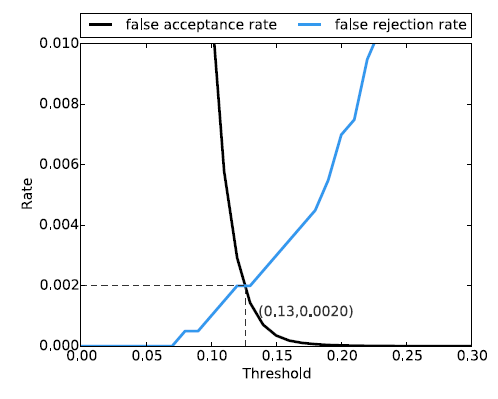 false acceptance rate false rejection rate
0.010
0.008
0.006
0.004
0.002
0.000
Rate
(0.13,0.0020)
0.00 0.05 0.10 0.15 0.20 0.25 0.30
Threshold